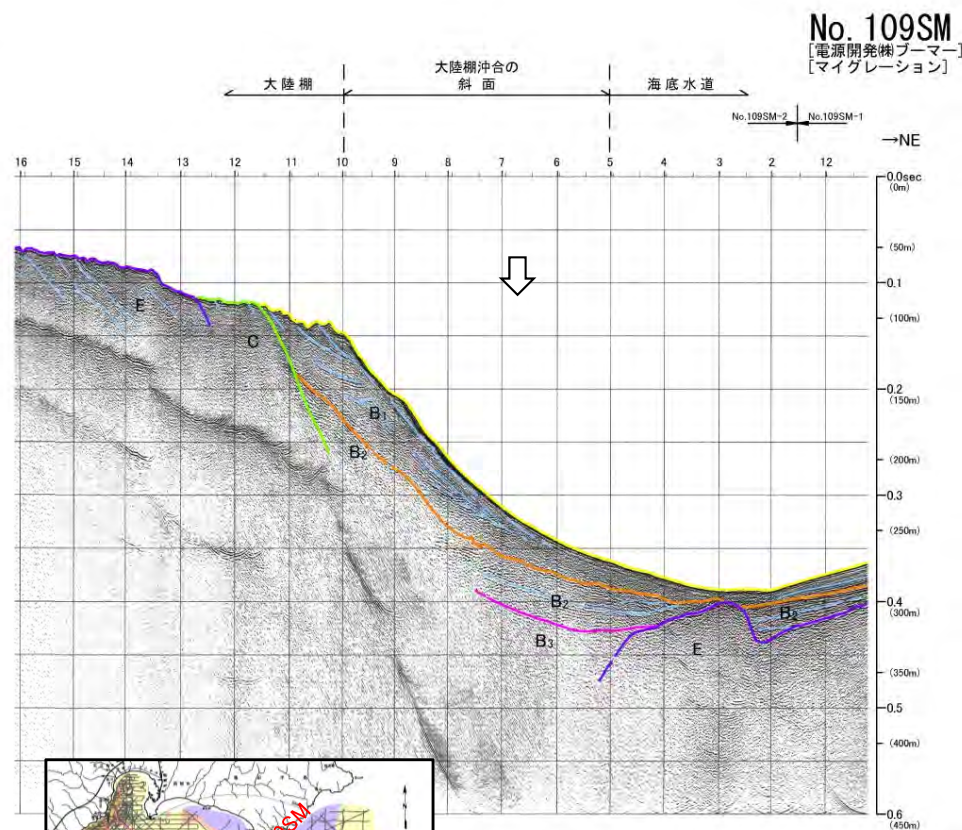 No. 109SM
[電源開発㈱ブーマー]
[マイグレーション]
大陸棚
大陸棚沖合の
斜面
海底水道
No.109SM-2
No.109SM-1
→NE
16 15 14 13 12 11 10 9 8 7 6 5 4 3 2 12
0.0sec
(0m)
(50m)
0.1
(100m)
0.2
(150m)
(200m)
0.3
(250m)
0.4
(300m)
(350m)
0.5
(400m)
0.6
(450m)
E
C
B1
B2
B2
B2
B3
E